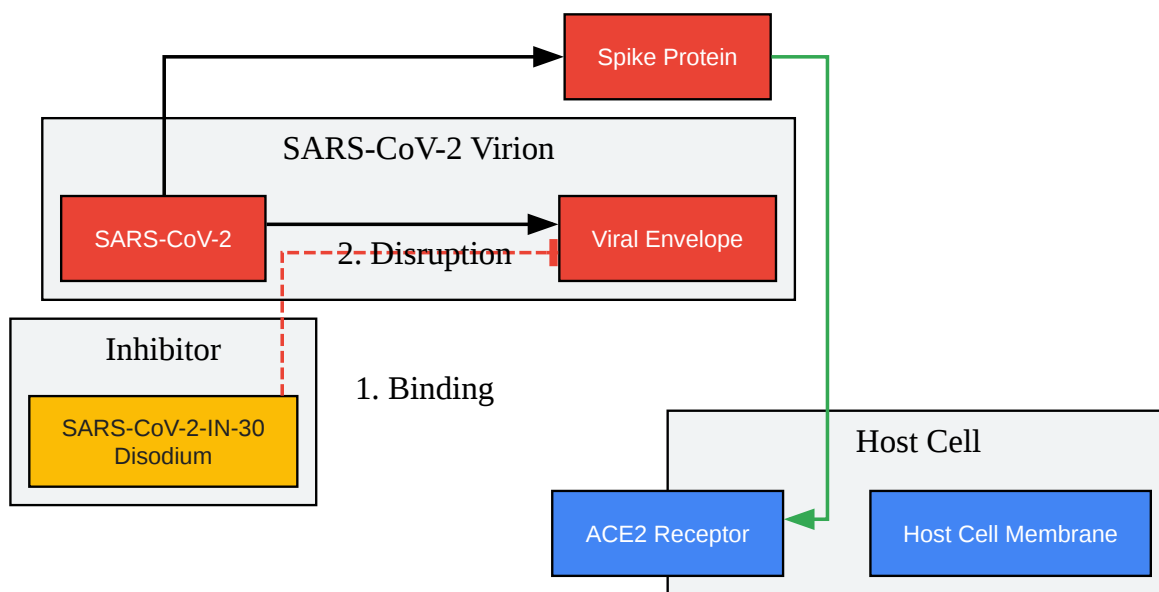 Spike Protein
SARS-CoV-2 Virion
SARS-CoV-2
Viral Envelope
2. Disruption
Inhibitor
1. Binding
SARS-CoV-2-IN-30
Disodium
Host Cell
ACE2 Receptor
Host Cell Membrane